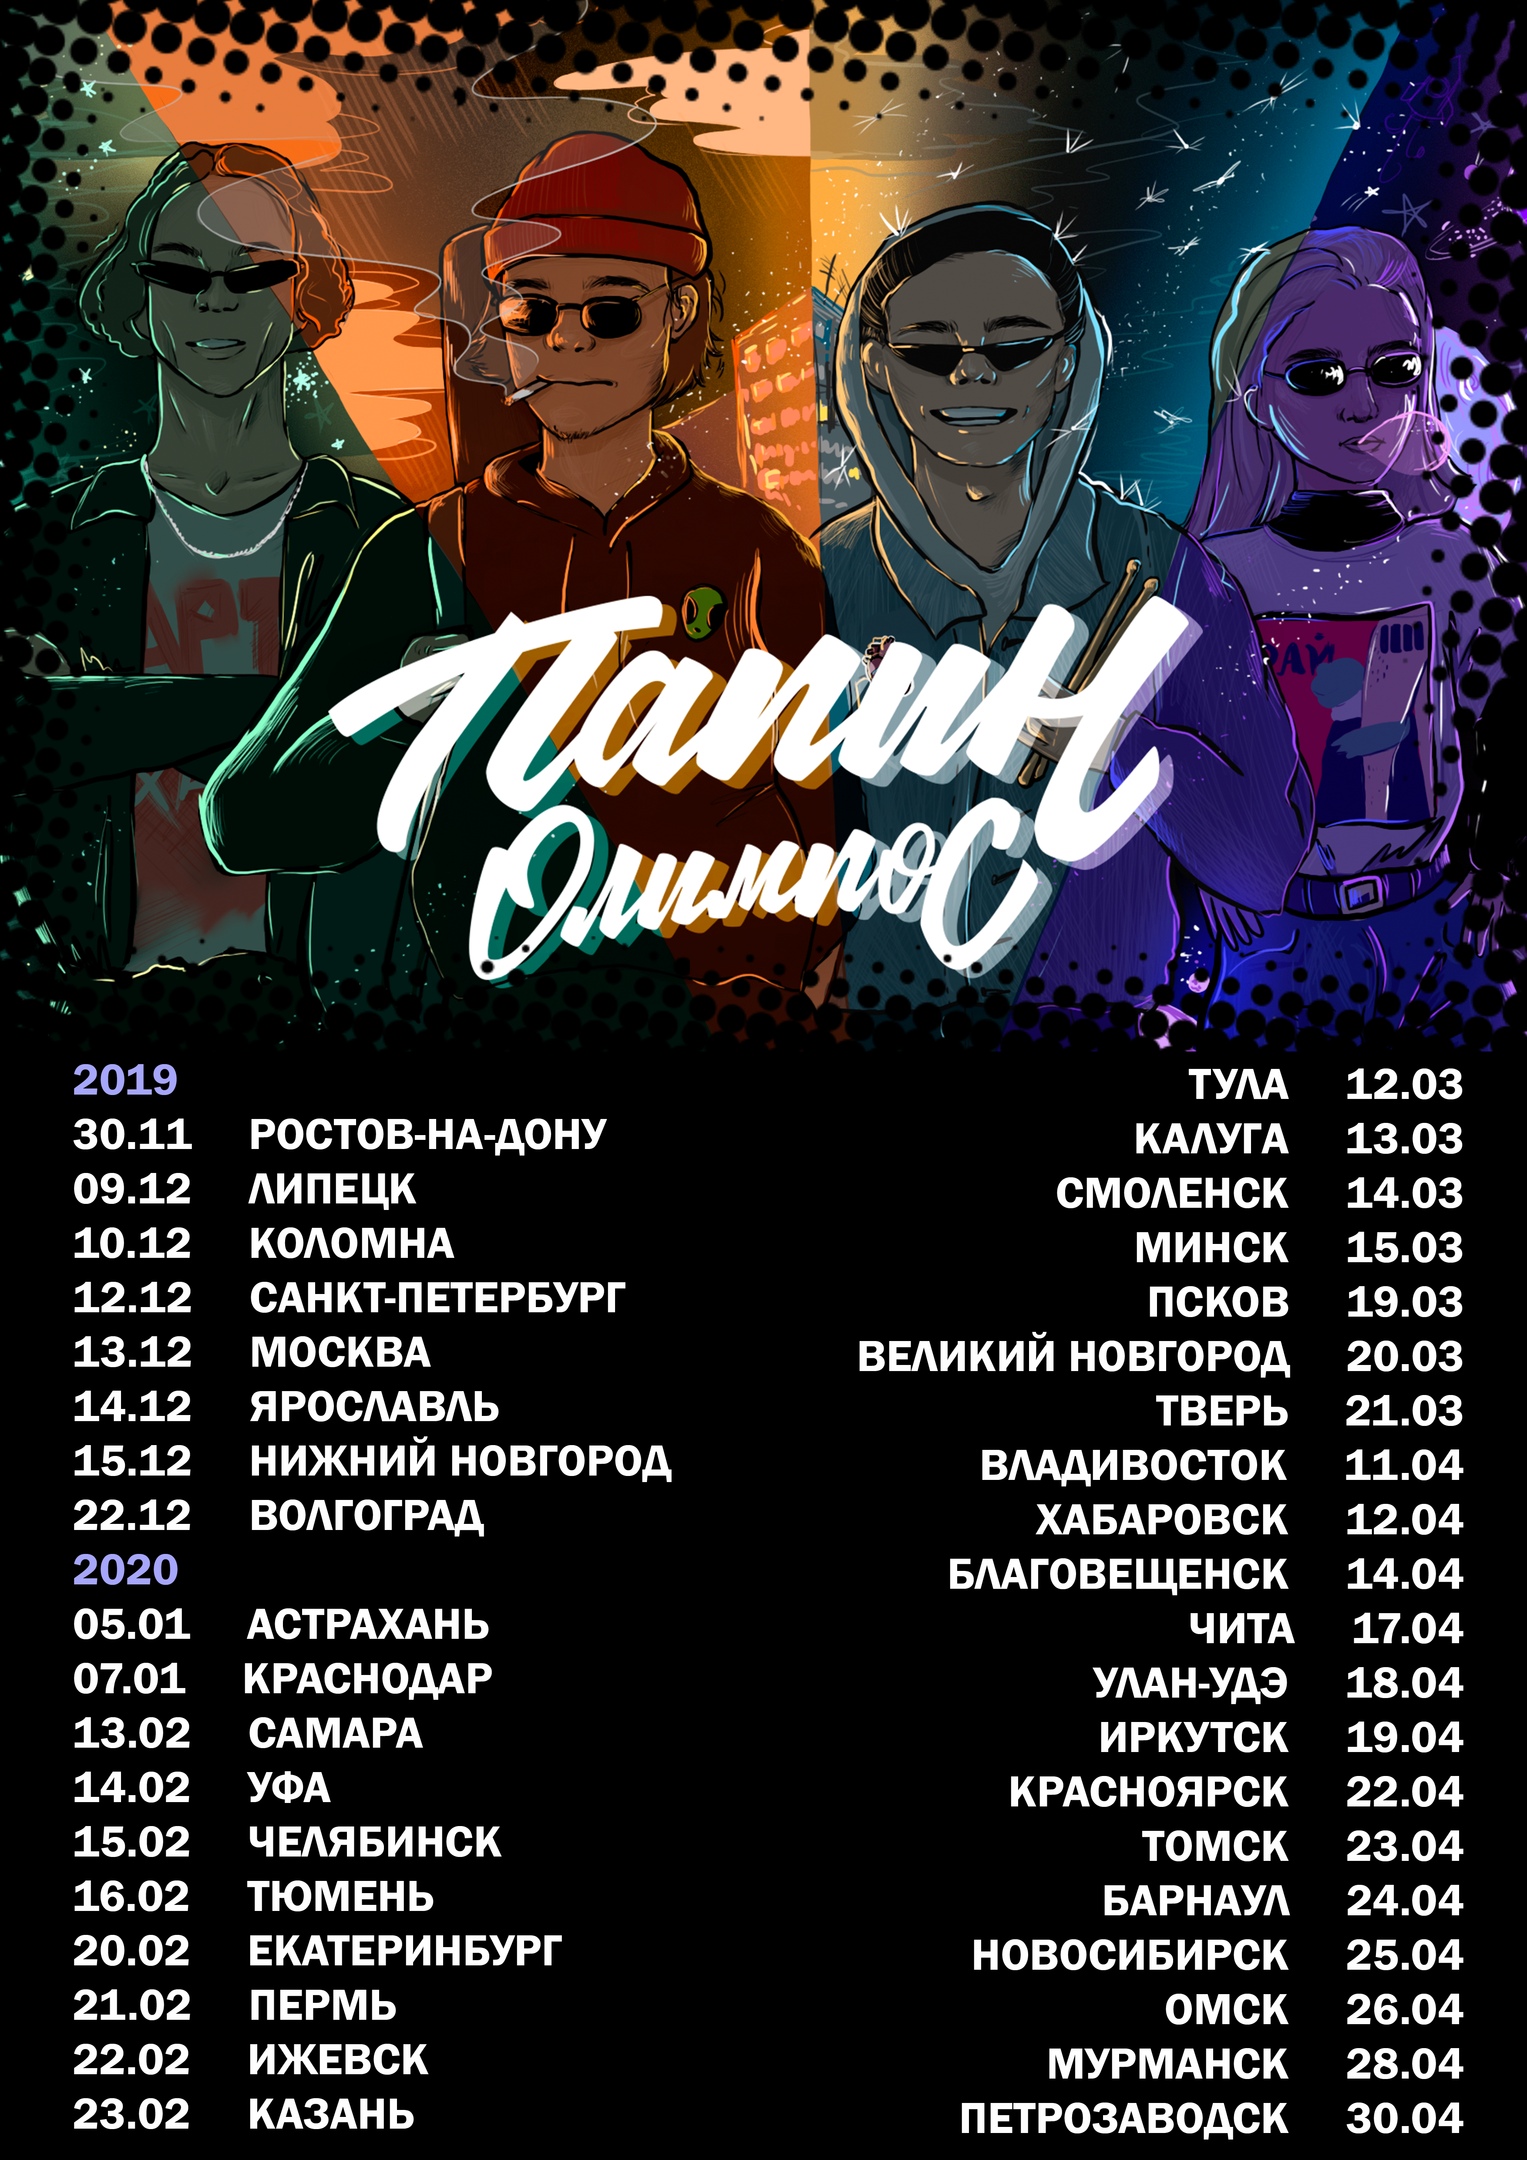 Папин
Олимпос
АРТ
РАЙ
2019
30.11 РОСТОВ-НА-ДОНУ
09.12 ЛИПЕЦК
10.12 КОЛОМНА
12.12 САНКТ-ПЕТЕРБУРГ
13.12 МОСКВА
14.12 ЯРОСЛАВЛЬ
15.12 НИЖНИЙ НОВГОРОД
22.12 ВОЛГОГРАД
2020
05.01 АСТРАХАНЬ
07.01 КРАСНОДАР
13.02 САМАРА
14.02 УФА
15.02 ЧЕЛЯБИНСК
16.02 ТЮМЕНЬ
20.02 ЕКАТЕРИНБУРГ
21.02 ПЕРМЬ
22.02 ИЖЕВСК
23.02 КАЗАНЬ
ТУЛА 12.03
КАЛУГА 13.03
СМОЛЕНСК 14.03
МИНСК 15.03
ПСКОВ 19.03
ВЕЛИКИЙ НОВГОРОД 20.03
ТВЕРЬ 21.03
ВЛАДИВОСТОК 11.04
ХАБАРОВСК 12.04
БЛАГОВЕЩЕНСК 14.04
ЧИТА 17.04
УЛАН-УДЭ 18.04
ИРКУТСК 19.04
КРАСНОЯРСК 22.04
ТОМСК 23.04
БАРНАУЛ 24.04
НОВОСИБИРСК 25.04
ОМСК 26.04
МУРМАНСК 28.04
ПЕТРОЗАВОДСК 30.04